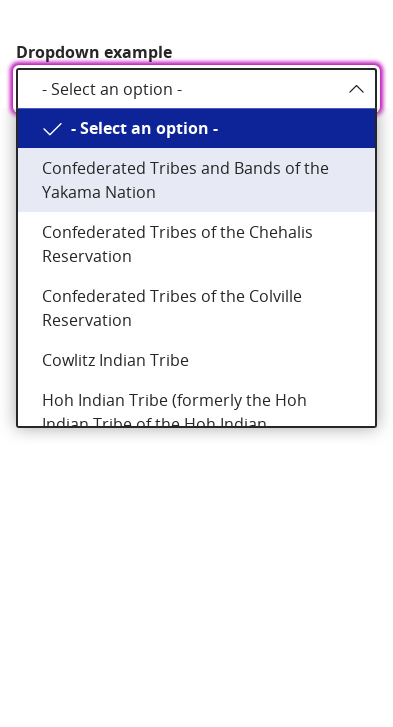 Dropdown example
- Select an option -
- Select an option -
Confederated Tribes and Bands of the
Yakama Nation
Confederated Tribes of the Chehalis
Reservation
Confederated Tribes of the Colville
Reservation
Cowlitz Indian Tribe
Hoh Indian Tribe (formerly the Hoh
Indian Tribe of the Hoh Indian